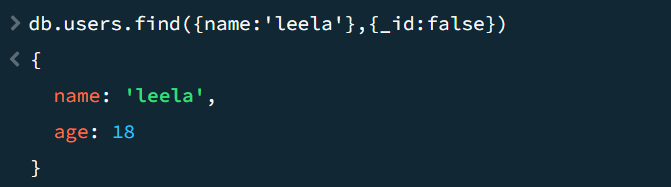 > db.users.find({name:'leela'},{_id:false})
< {
name: 'leela',
age: 18
}